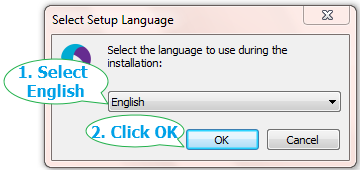 Select Setup Language
Select the language to use during the
installation:
1. Select
English
English
2. Click OK
OK
Cancel